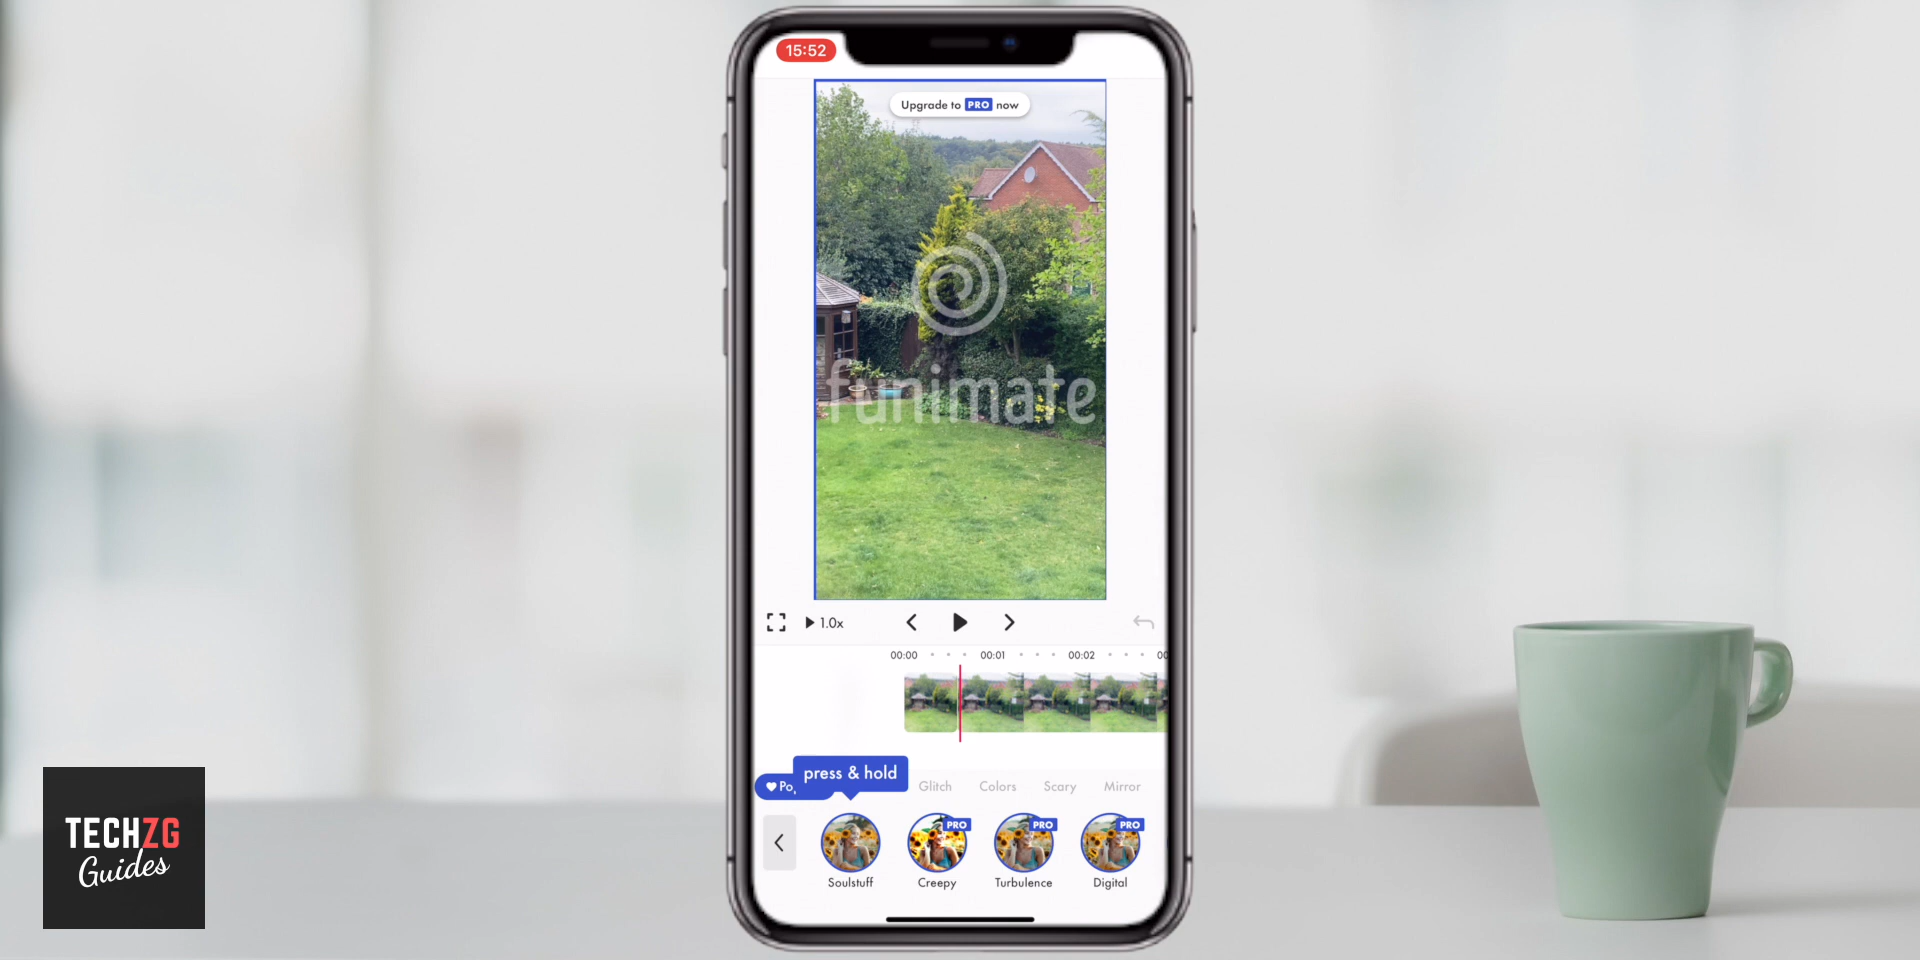 15:52
Upgrade to PRO now
funimate
1.0x
00:00
00:01
00:02
00
press & hold
Po
Glitch
Colors
Scary
Mirror
PRO
PRO
PRO
Soulstuff
Creepy
Turbulence
Digital
TECHZG
Guides